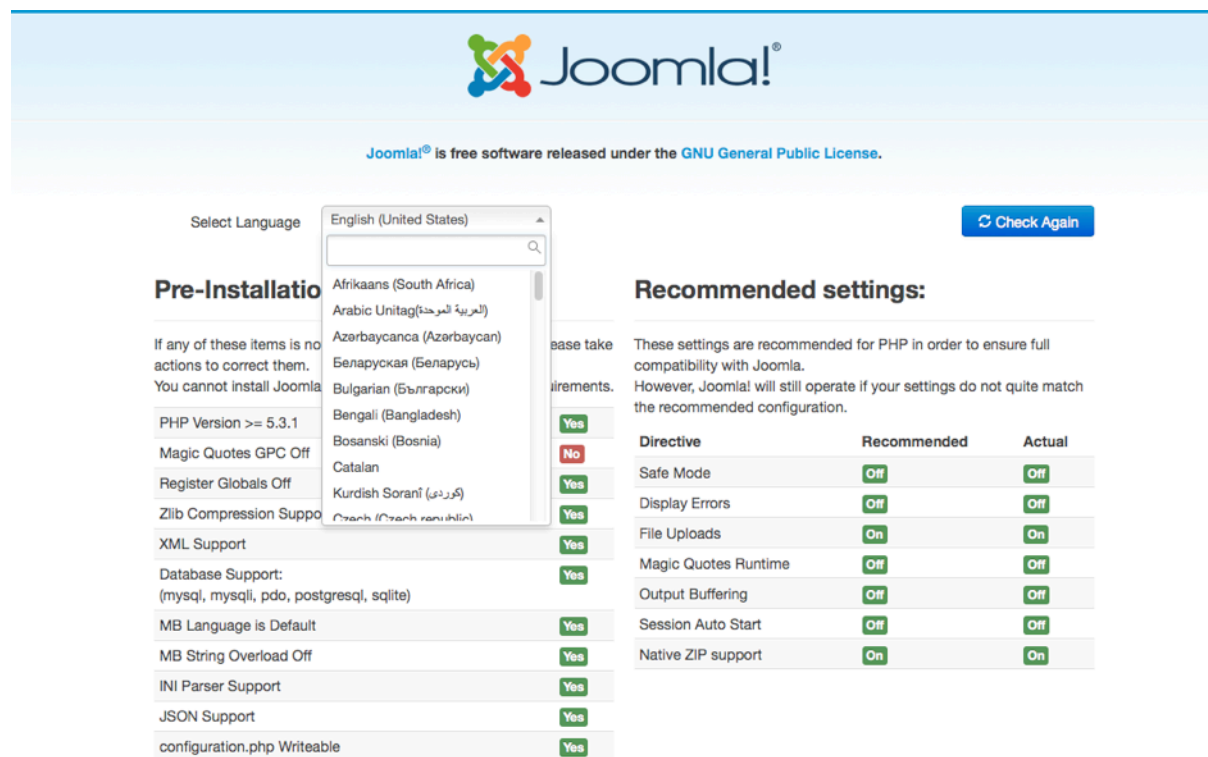 Joomla!®
Joomla!® is free software released under the GNU General Public License.
Select Language
English (United States)
Check Again
Afrikaans (South Africa)
Arabic Unitag(العربية الموحدة)
Azərbaycanca (Azərbaycan)
Беларуская (Беларусь)
Bulgarian (Български)
Bengali (Bangladesh)
Bosanski (Bosnia)
Catalan
Kurdish Soranî (کوردی)
Czech (Czech republic)
Pre-Installatio
If any of these items is no
ease take
actions to correct them.
You cannot install Joomla
uirements.
PHP Version >= 5.3.1 Yes
Magic Quotes GPC Off No
Register Globals Off Yes
Zlib Compression Suppo Yes
XML Support Yes
Database Support: Yes
(mysql, mysqli, pdo, postgresql, sqlite)
MB Language is Default Yes
MB String Overload Off Yes
INI Parser Support Yes
JSON Support Yes
configuration.php Writeable Yes
Recommended settings:
These settings are recommended for PHP in order to ensure full
compatibility with Joomla.
However, Joomla! will still operate if your settings do not quite match
the recommended configuration.
Directive Recommended Actual
Safe Mode Off Off
Display Errors Off Off
File Uploads On On
Magic Quotes Runtime Off Off
Output Buffering Off Off
Session Auto Start Off Off
Native ZIP support On On